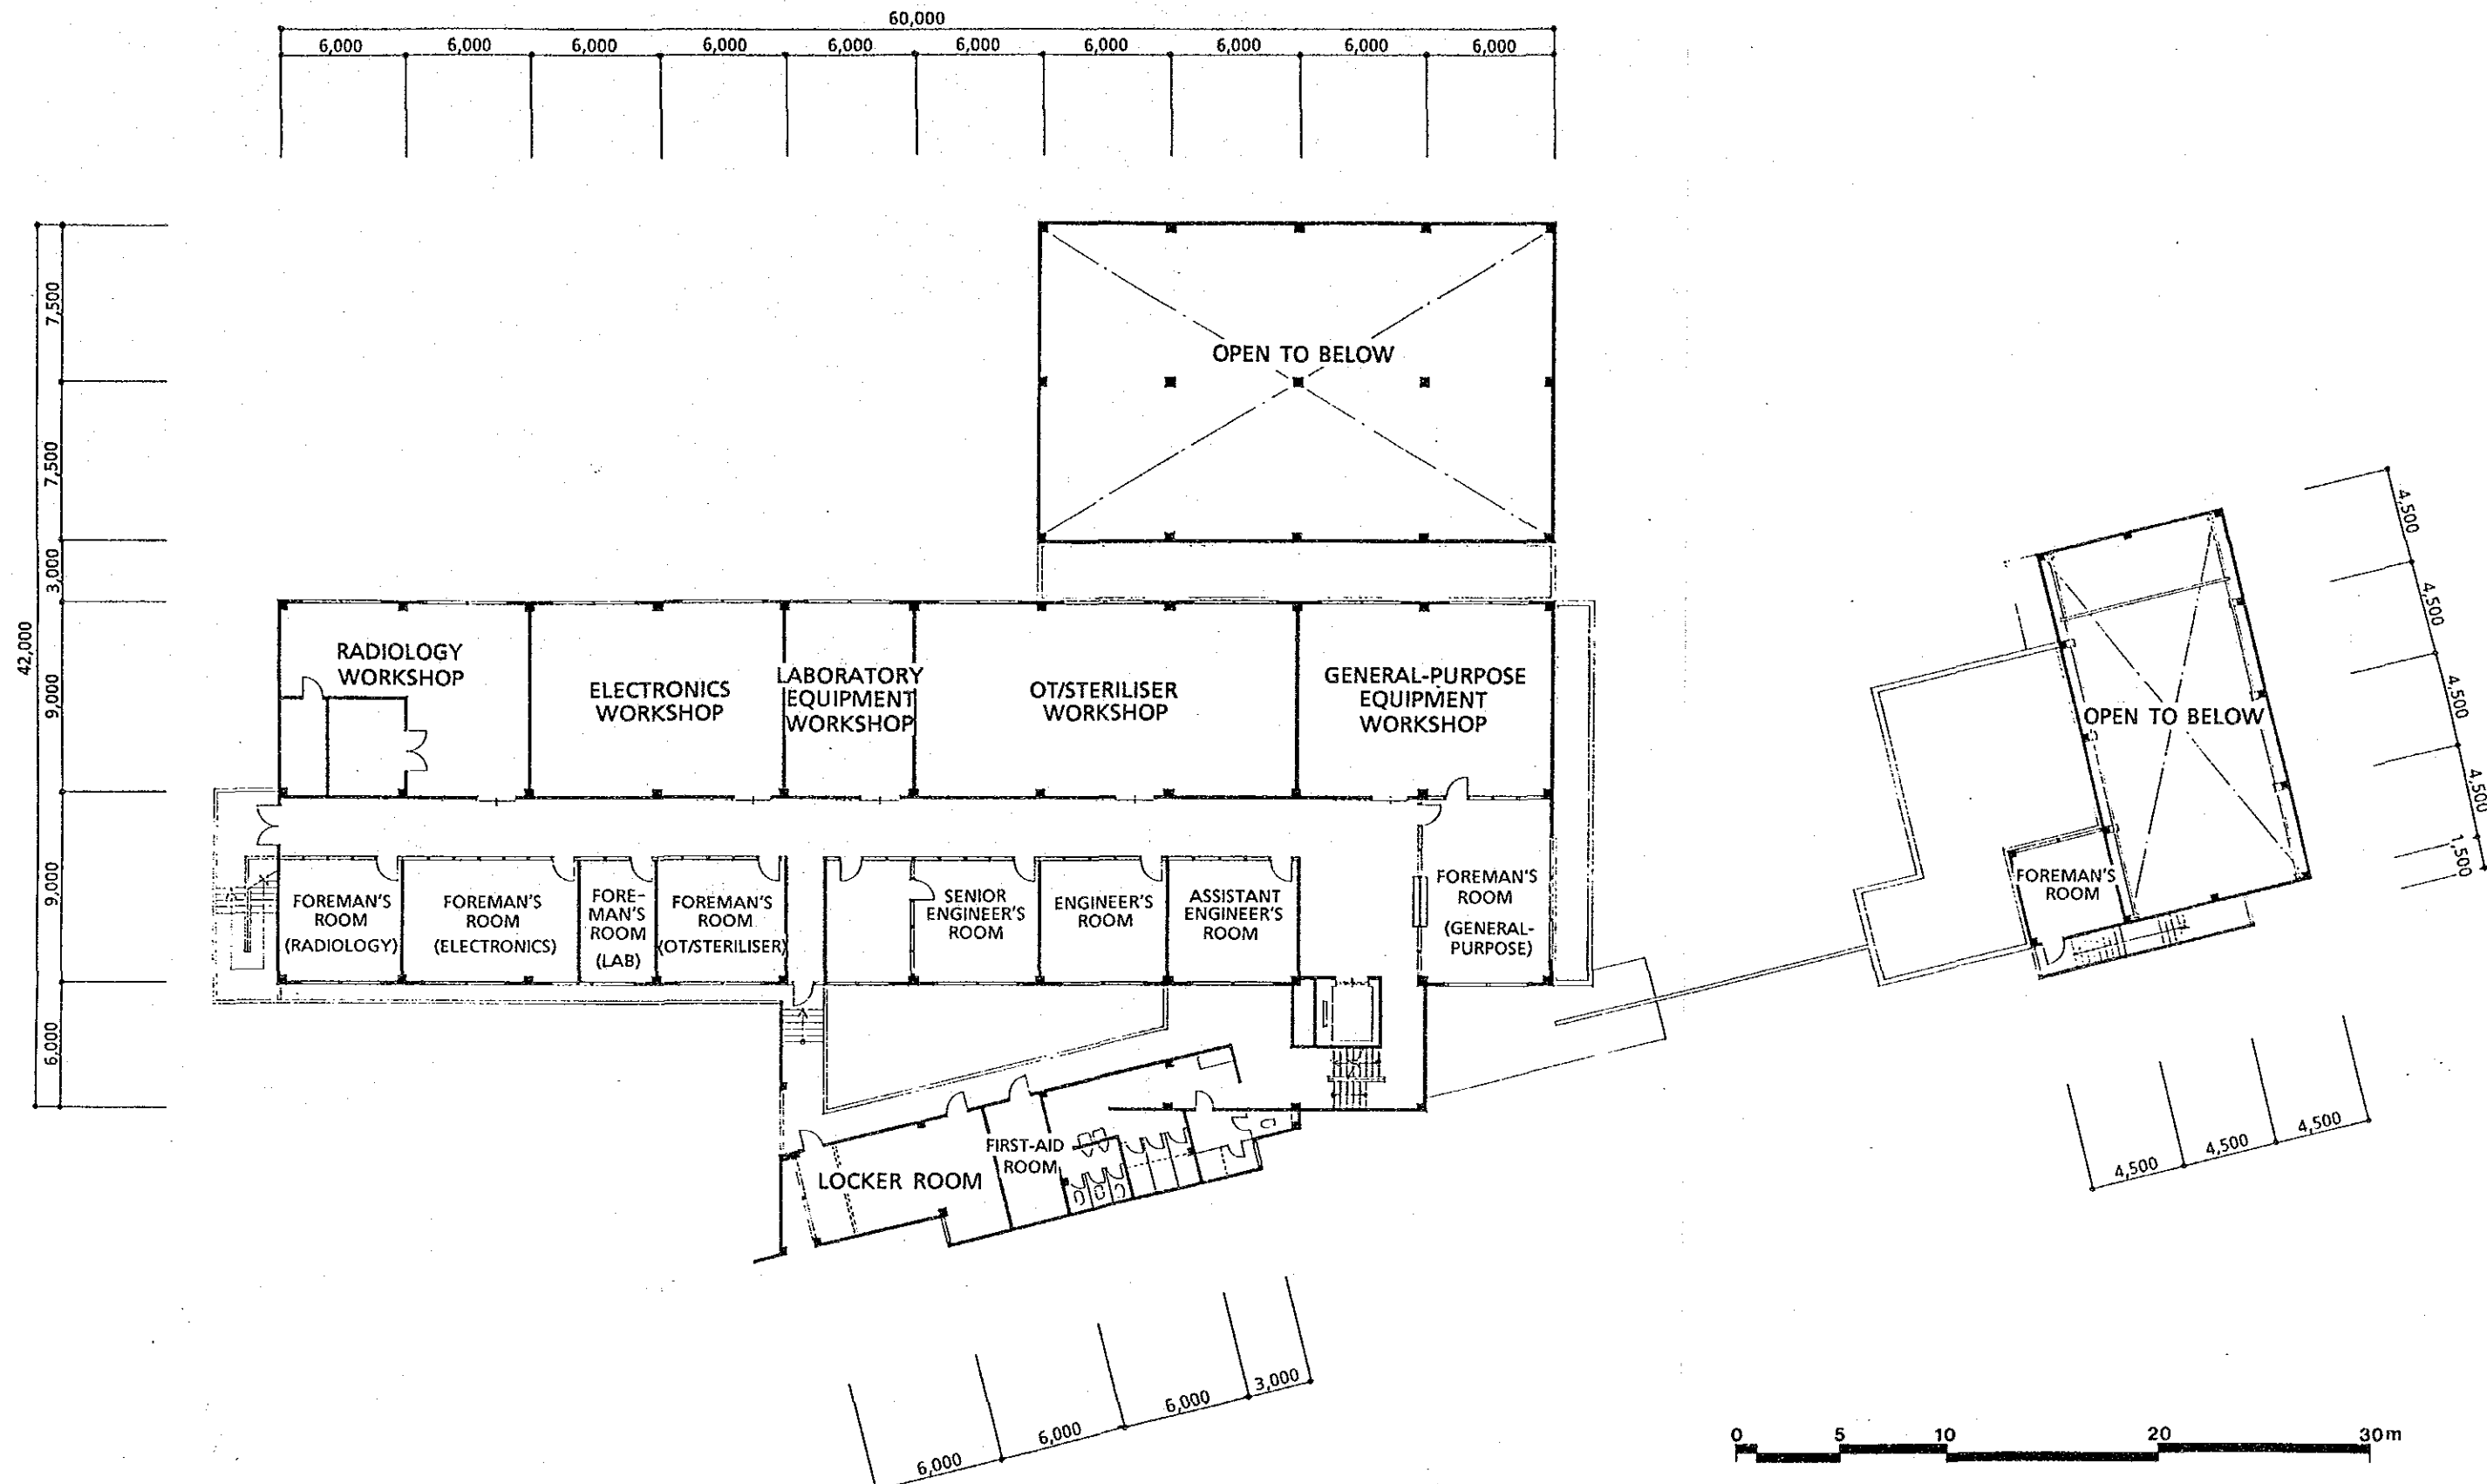 60,000
6,000 6,000 6,000 6,000 6,000 6,000 6,000 6,000 6,000 6,000
42,000
7,500
7,500
3,000
9,000
9,000
6,000
OPEN TO BELOW
RADIOLOGY
WORKSHOP
ELECTRONICS
WORKSHOP
LABORATORY
EQUIPMENT
WORKSHOP
OT/STERILISER
WORKSHOP
GENERAL-PURPOSE
EQUIPMENT
WORKSHOP
FOREMAN'S
ROOM
(RADIOLOGY)
FOREMAN'S
ROOM
(ELECTRONICS)
FORE-
MAN'S
ROOM
(LAB)
FOREMAN'S
ROOM
(OT/STERILISER)
SENIOR
ENGINEER'S
ROOM
ENGINEER'S
ROOM
ASSISTANT
ENGINEER'S
ROOM
FOREMAN'S
ROOM
(GENERAL-
PURPOSE)
LOCKER ROOM
FIRST-AID
ROOM
6,000
6,000
6,000
3,000
OPEN TO BELOW
FOREMAN'S
ROOM
4,500
4,500
4,500
4,500
1,500
4,500
4,500
4,500
0 5 10 20 30m